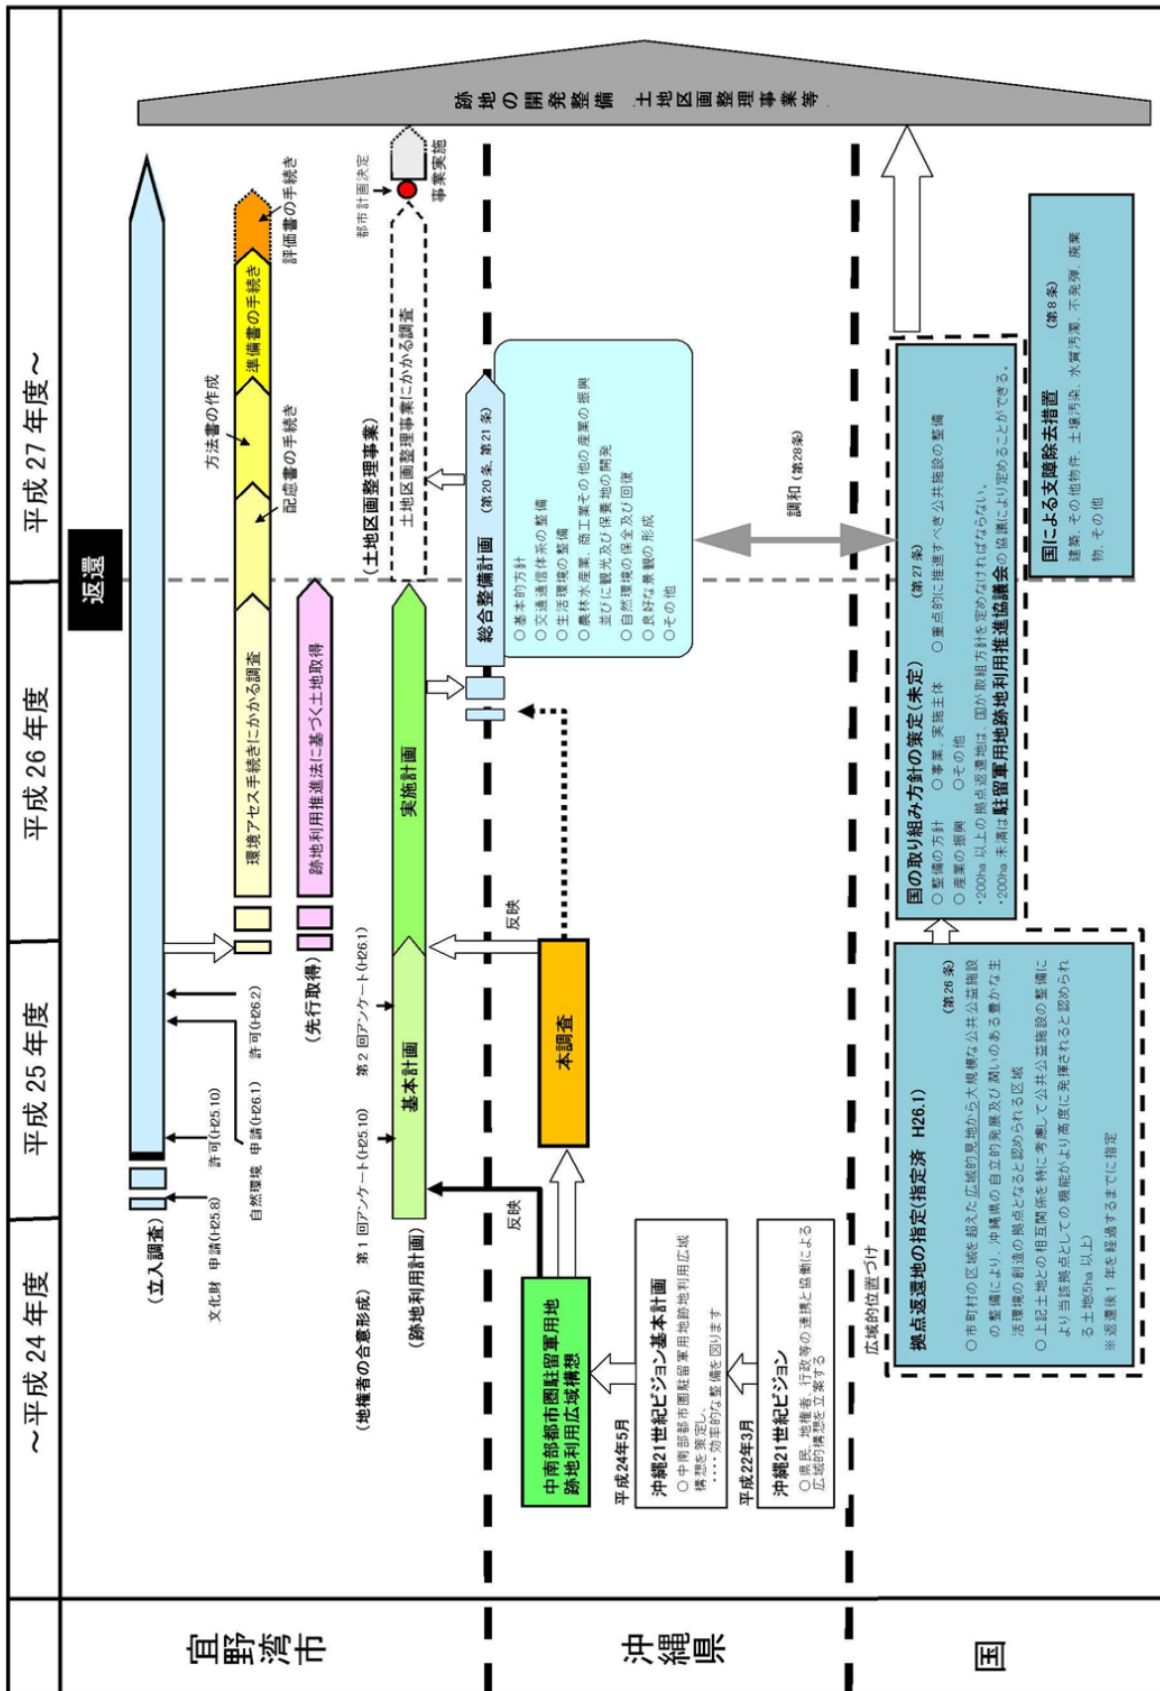 ～平成 24 年度
平成 25 年度
平成 26 年度
平成 27 年度～
宜野湾市
返還
(立入調査)
文化財 申請(H25.8)
許可(H25.10)
自然環境 申請(H26.1)
許可(H26.2)
環境アセス手続きにかかる調査
配慮書の手続き
方法書の作成
準備書の手続き
評価書の手続き
(先行取得)
跡地利用推進法に基づく土地取得
(地権者の合意形成)
第 1 回アンケート(H25.10)
第 2 回アンケート(H26.1)
(跡地利用計画)
基本計画
実施計画
(土地区画整理事業)
土地区画整理事業にかかる調査
都市計画決定
事業実施
跡地の開発整備 土地区画整理事業等
沖縄県
反映
反映
中南部都市圏駐留軍用地
跡地利用広域構想
本調査
平成24年5月
沖縄21世紀ビジョン基本計画
○中南部都市圏駐留軍用地跡地利用広域
構想を策定し、
････効率的な整備を図ります
平成22年3月
沖縄21世紀ビジョン
○県民、地権者、行政等の連携と協働による
広域的構想を立案する
総合整備計画 (第20 条、第21 条)
○基本的方針
○交通通信体系の整備
○生活環境の整備
○農林水産業、商工業その他の産業の振興
並びに観光及び保養地の開発
○自然環境の保全及び回復
○良好な景観の形成
○その他
調和(第28条)
国
広域的位置づけ
拠点返還地の指定(指定済 H26.1)
(第26 条)
○市町村の区域を超えた広域的見地から大規模な公共公益施設
の整備により、沖縄県の自立的発展及び潤いのある豊かな生
活環境の創造の拠点となると認められる区域
○上記土地との相互関係を特に考慮して公共公益施設の整備に
より当該拠点としての機能がより高度に発揮されると認められ
る土地(5ha 以上)
※返還後 1 年を経過するまでに指定
国の取り組み方針の策定(未定)
(第27 条)
○整備の方針 ○事業、実施主体 ○重点的に推進すべき公共施設の整備
○産業の振興 ○その他
・200ha 以上の拠点返還地は、国が取組方針を定めなければならない。
・200ha 未満は駐留軍用地跡地利用推進協議会の協議により定めることができる。
国による支障除去措置
(第8 条)
建築、その他物件、土壌汚染、水質汚濁、不発弾、廃棄
物、その他